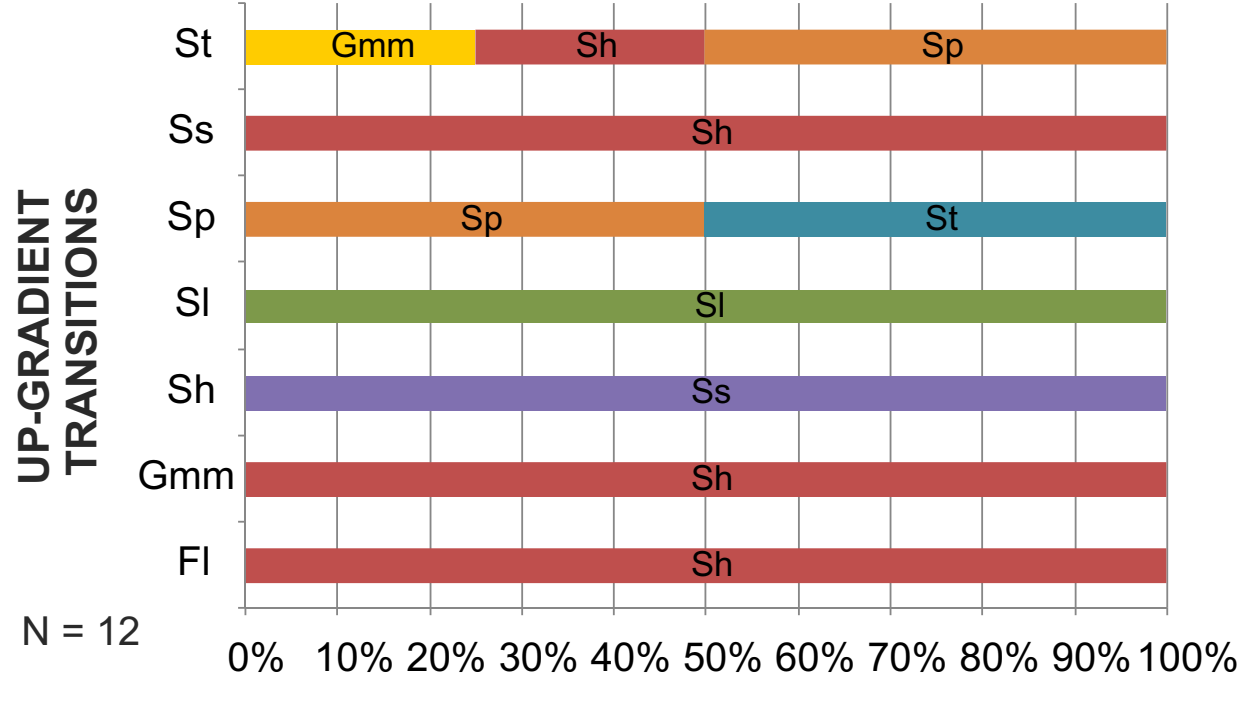 UP-GRADIENT
TRANSITIONS
St
Gmm Sh Sp
Ss
Sh
Sp
Sp St
Sl
Sl
Sh
Ss
Gmm
Sh
Fl
Sh
N = 12
0% 10% 20% 30% 40% 50% 60% 70% 80% 90% 100%